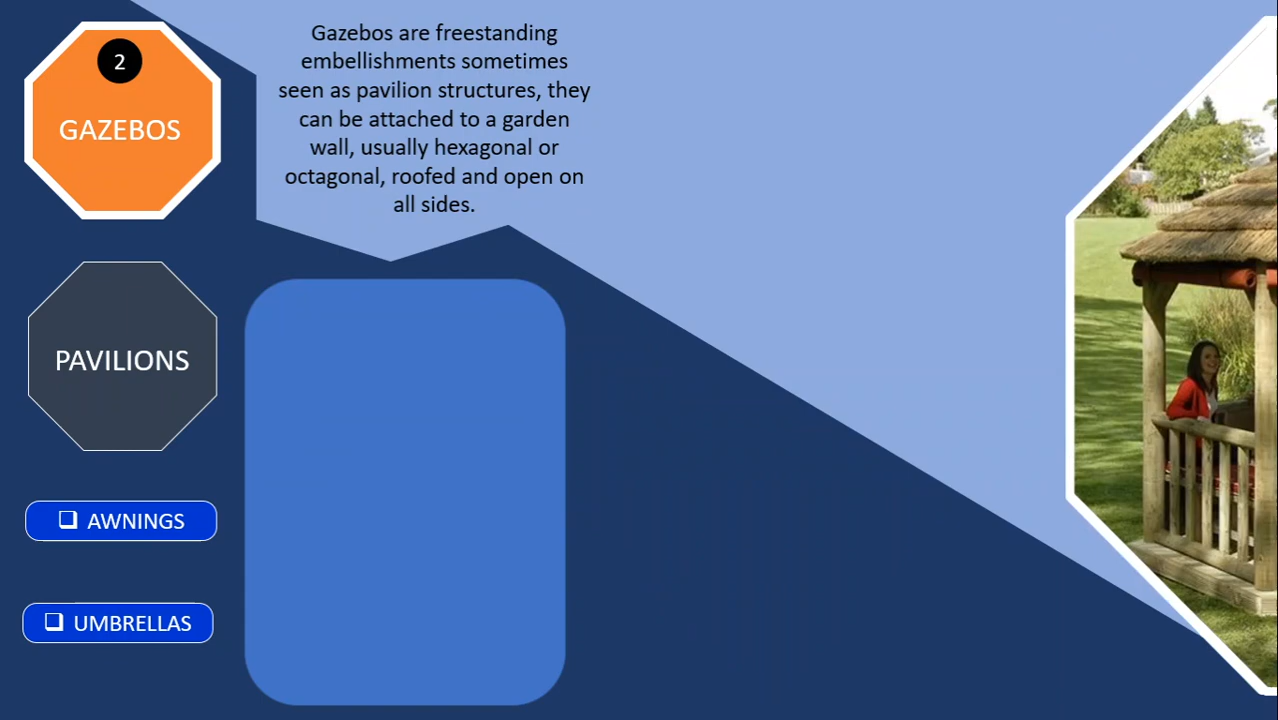 2
GAZEBOS
Gazebos are freestanding
embellishments sometimes
seen as pavilion structures, they
can be attached to a garden
wall, usually hexagonal or
octagonal, roofed and open on
all sides.
PAVILIONS
❑ AWNINGS
❑ UMBRELLAS